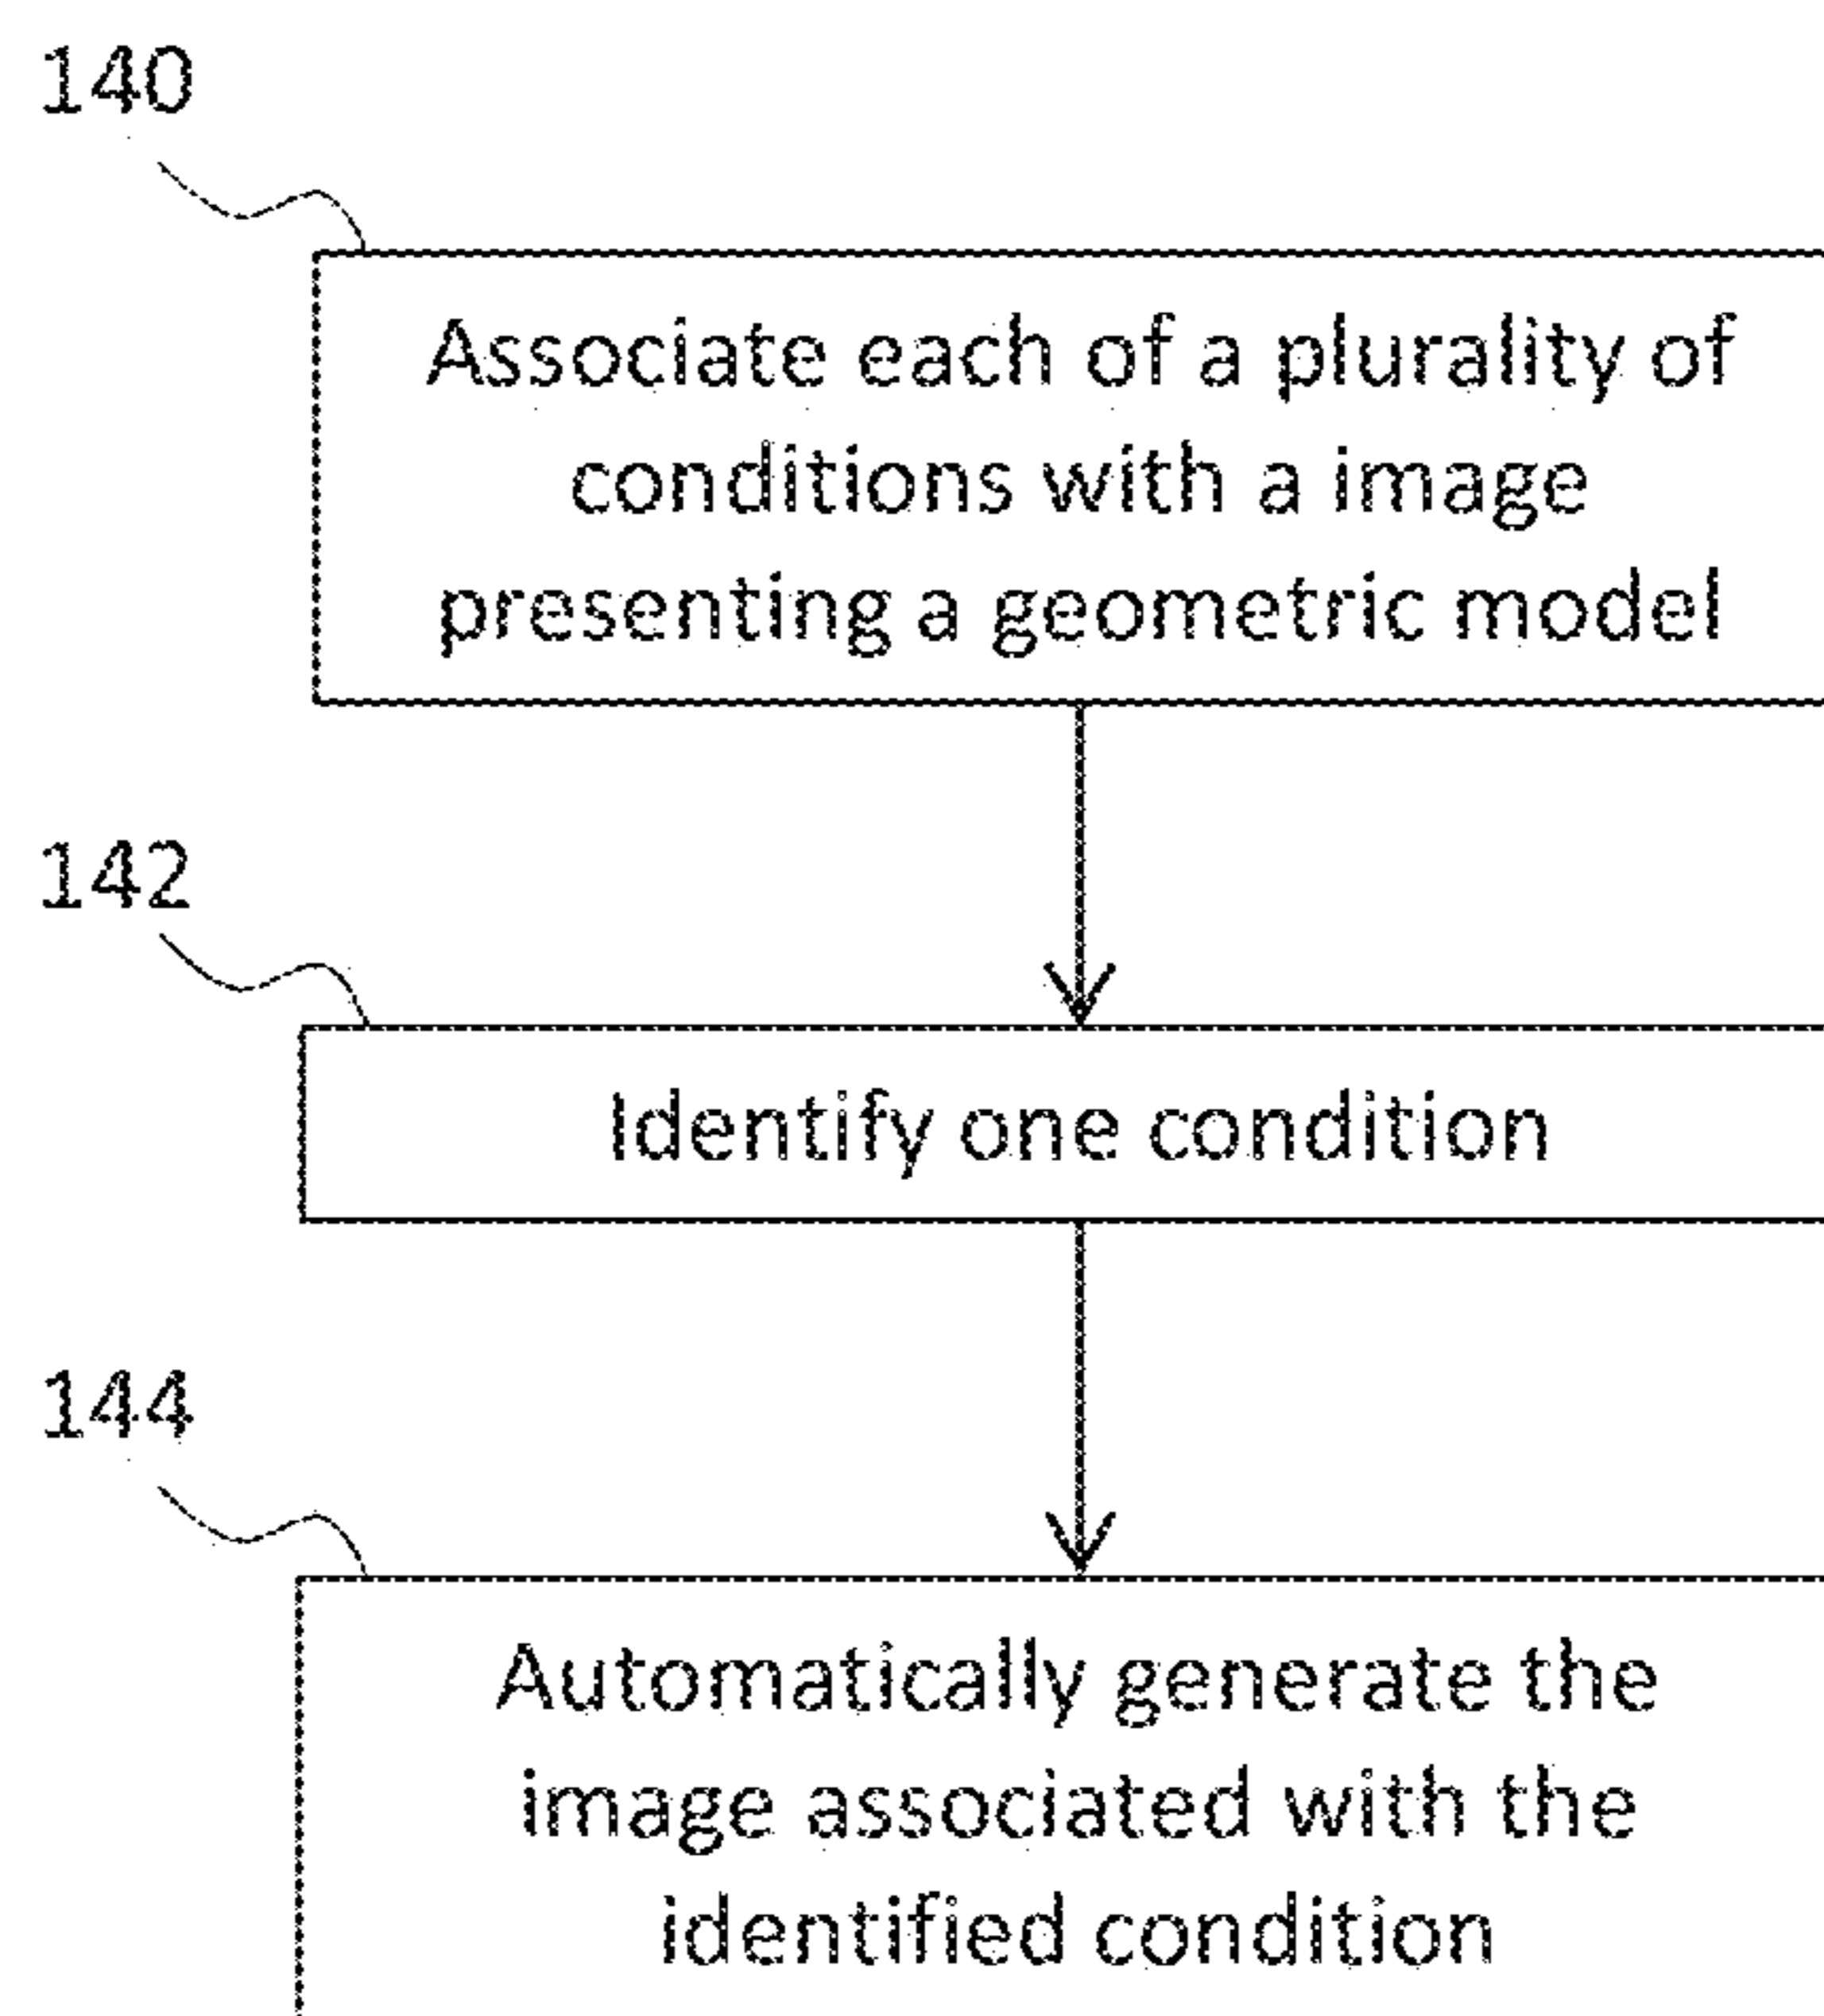 140
Associate each of a plurality of
conditions with a image
presenting a geometric model
142
Identify one condition
144
Automatically generate the
image associated with the
identified condition